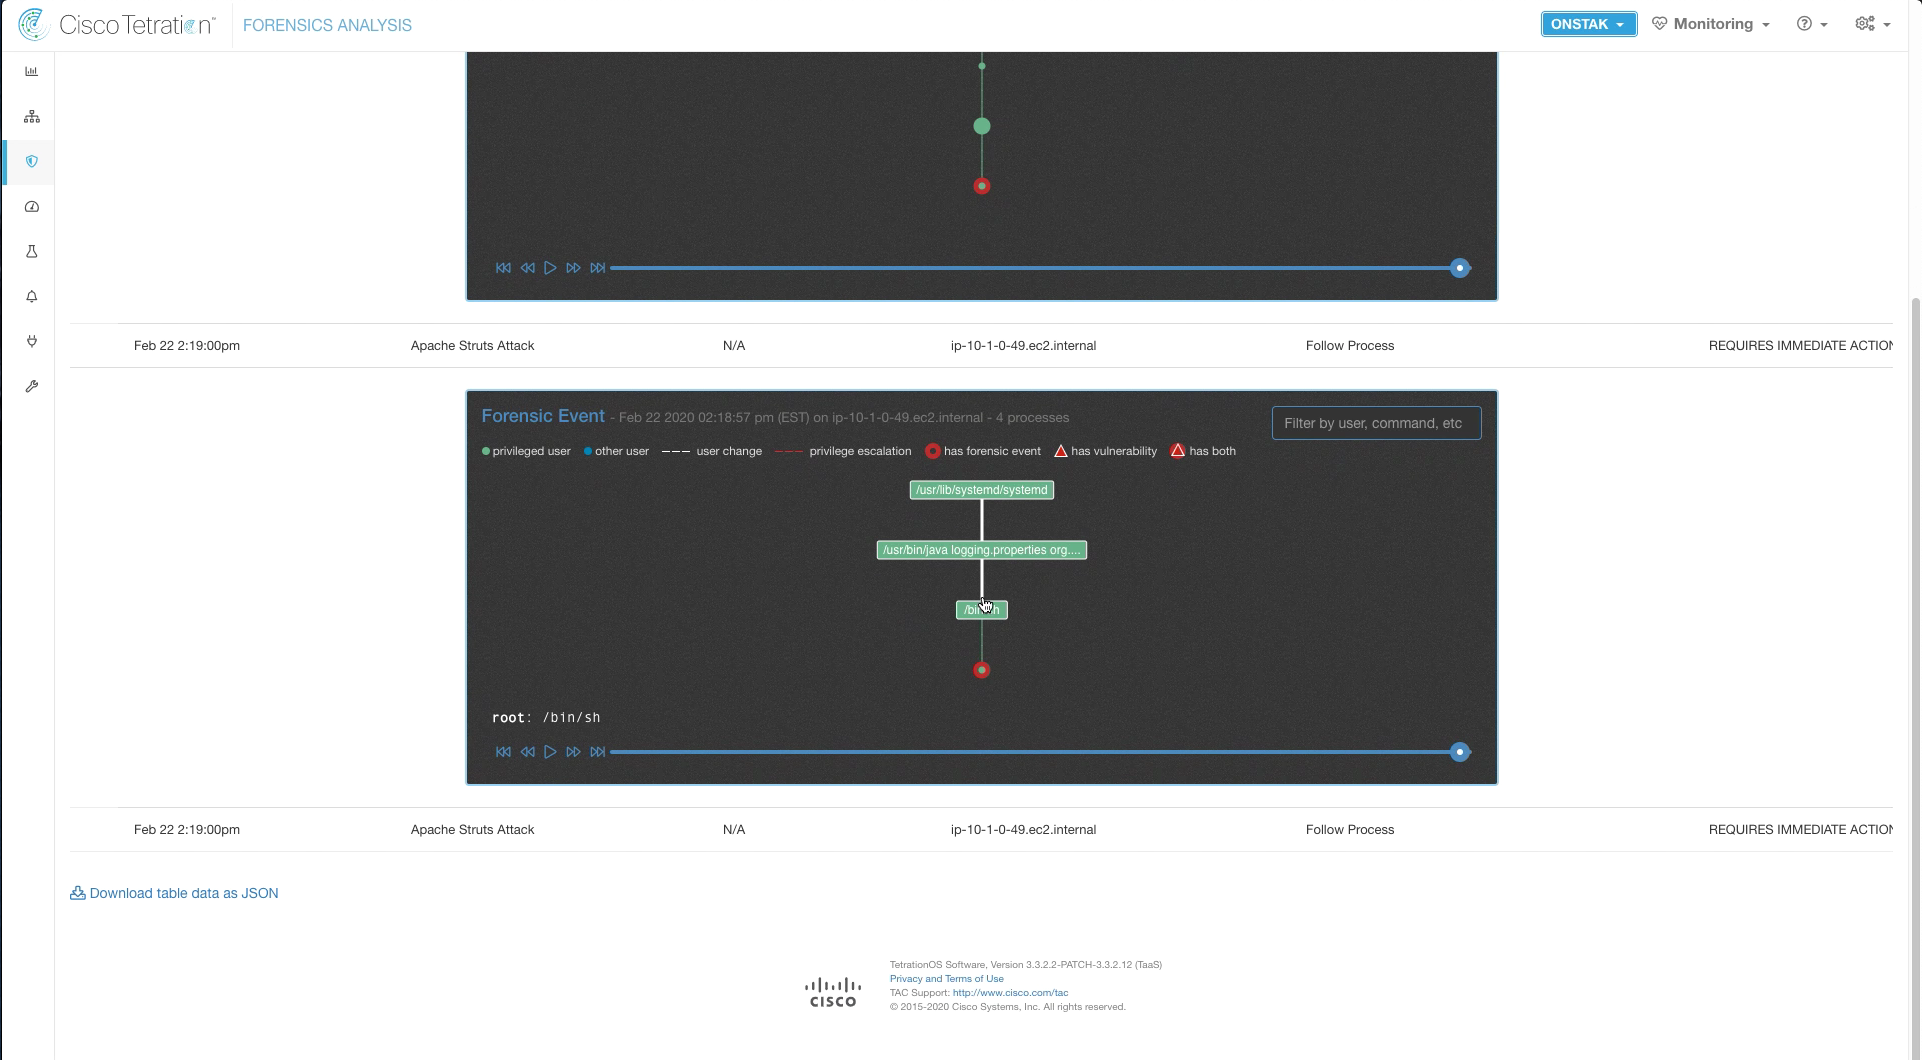 Cisco Tetration™ FORENSICS ANALYSIS ONSTAK Monitoring
Feb 22 2:19:00pm Apache Struts Attack N/A ip-10-1-0-49.ec2.internal Follow Process REQUIRES IMMEDIATE ACTION
Forensic Event - Feb 22 2020 02:18:57 pm (EST) on ip-10-1-0-49.ec2.internal - 4 processes Filter by user, command, etc
privileged user other user user change privilege escalation has forensic event has vulnerability has both
/usr/lib/systemd/systemd
/usr/bin/java logging.properties org....
root: /bin/sh
Feb 22 2:19:00pm Apache Struts Attack N/A ip-10-1-0-49.ec2.internal Follow Process REQUIRES IMMEDIATE ACTION
Download table data as JSON
CISCO
TetrationOS Software, Version 3.3.2.2-PATCH-3.3.2.12 (TaaS)
Privacy and Terms of Use
TAC Support: http://www.cisco.com/tac
© 2015-2020 Cisco Systems, Inc. All rights reserved.